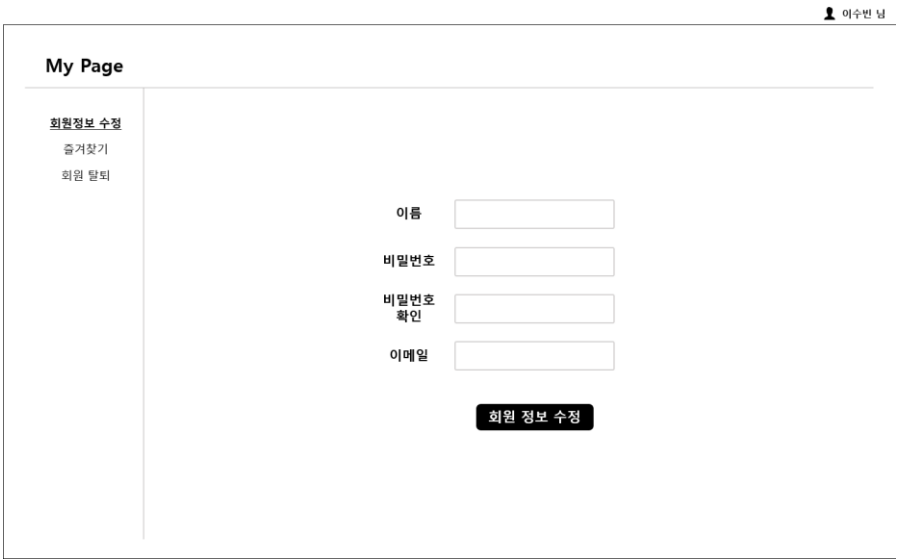 이수빈 님
My Page
회원정보 수정
즐겨찾기
회원 탈퇴
이름
비밀번호
비밀번호
확인
이메일
회원 정보 수정